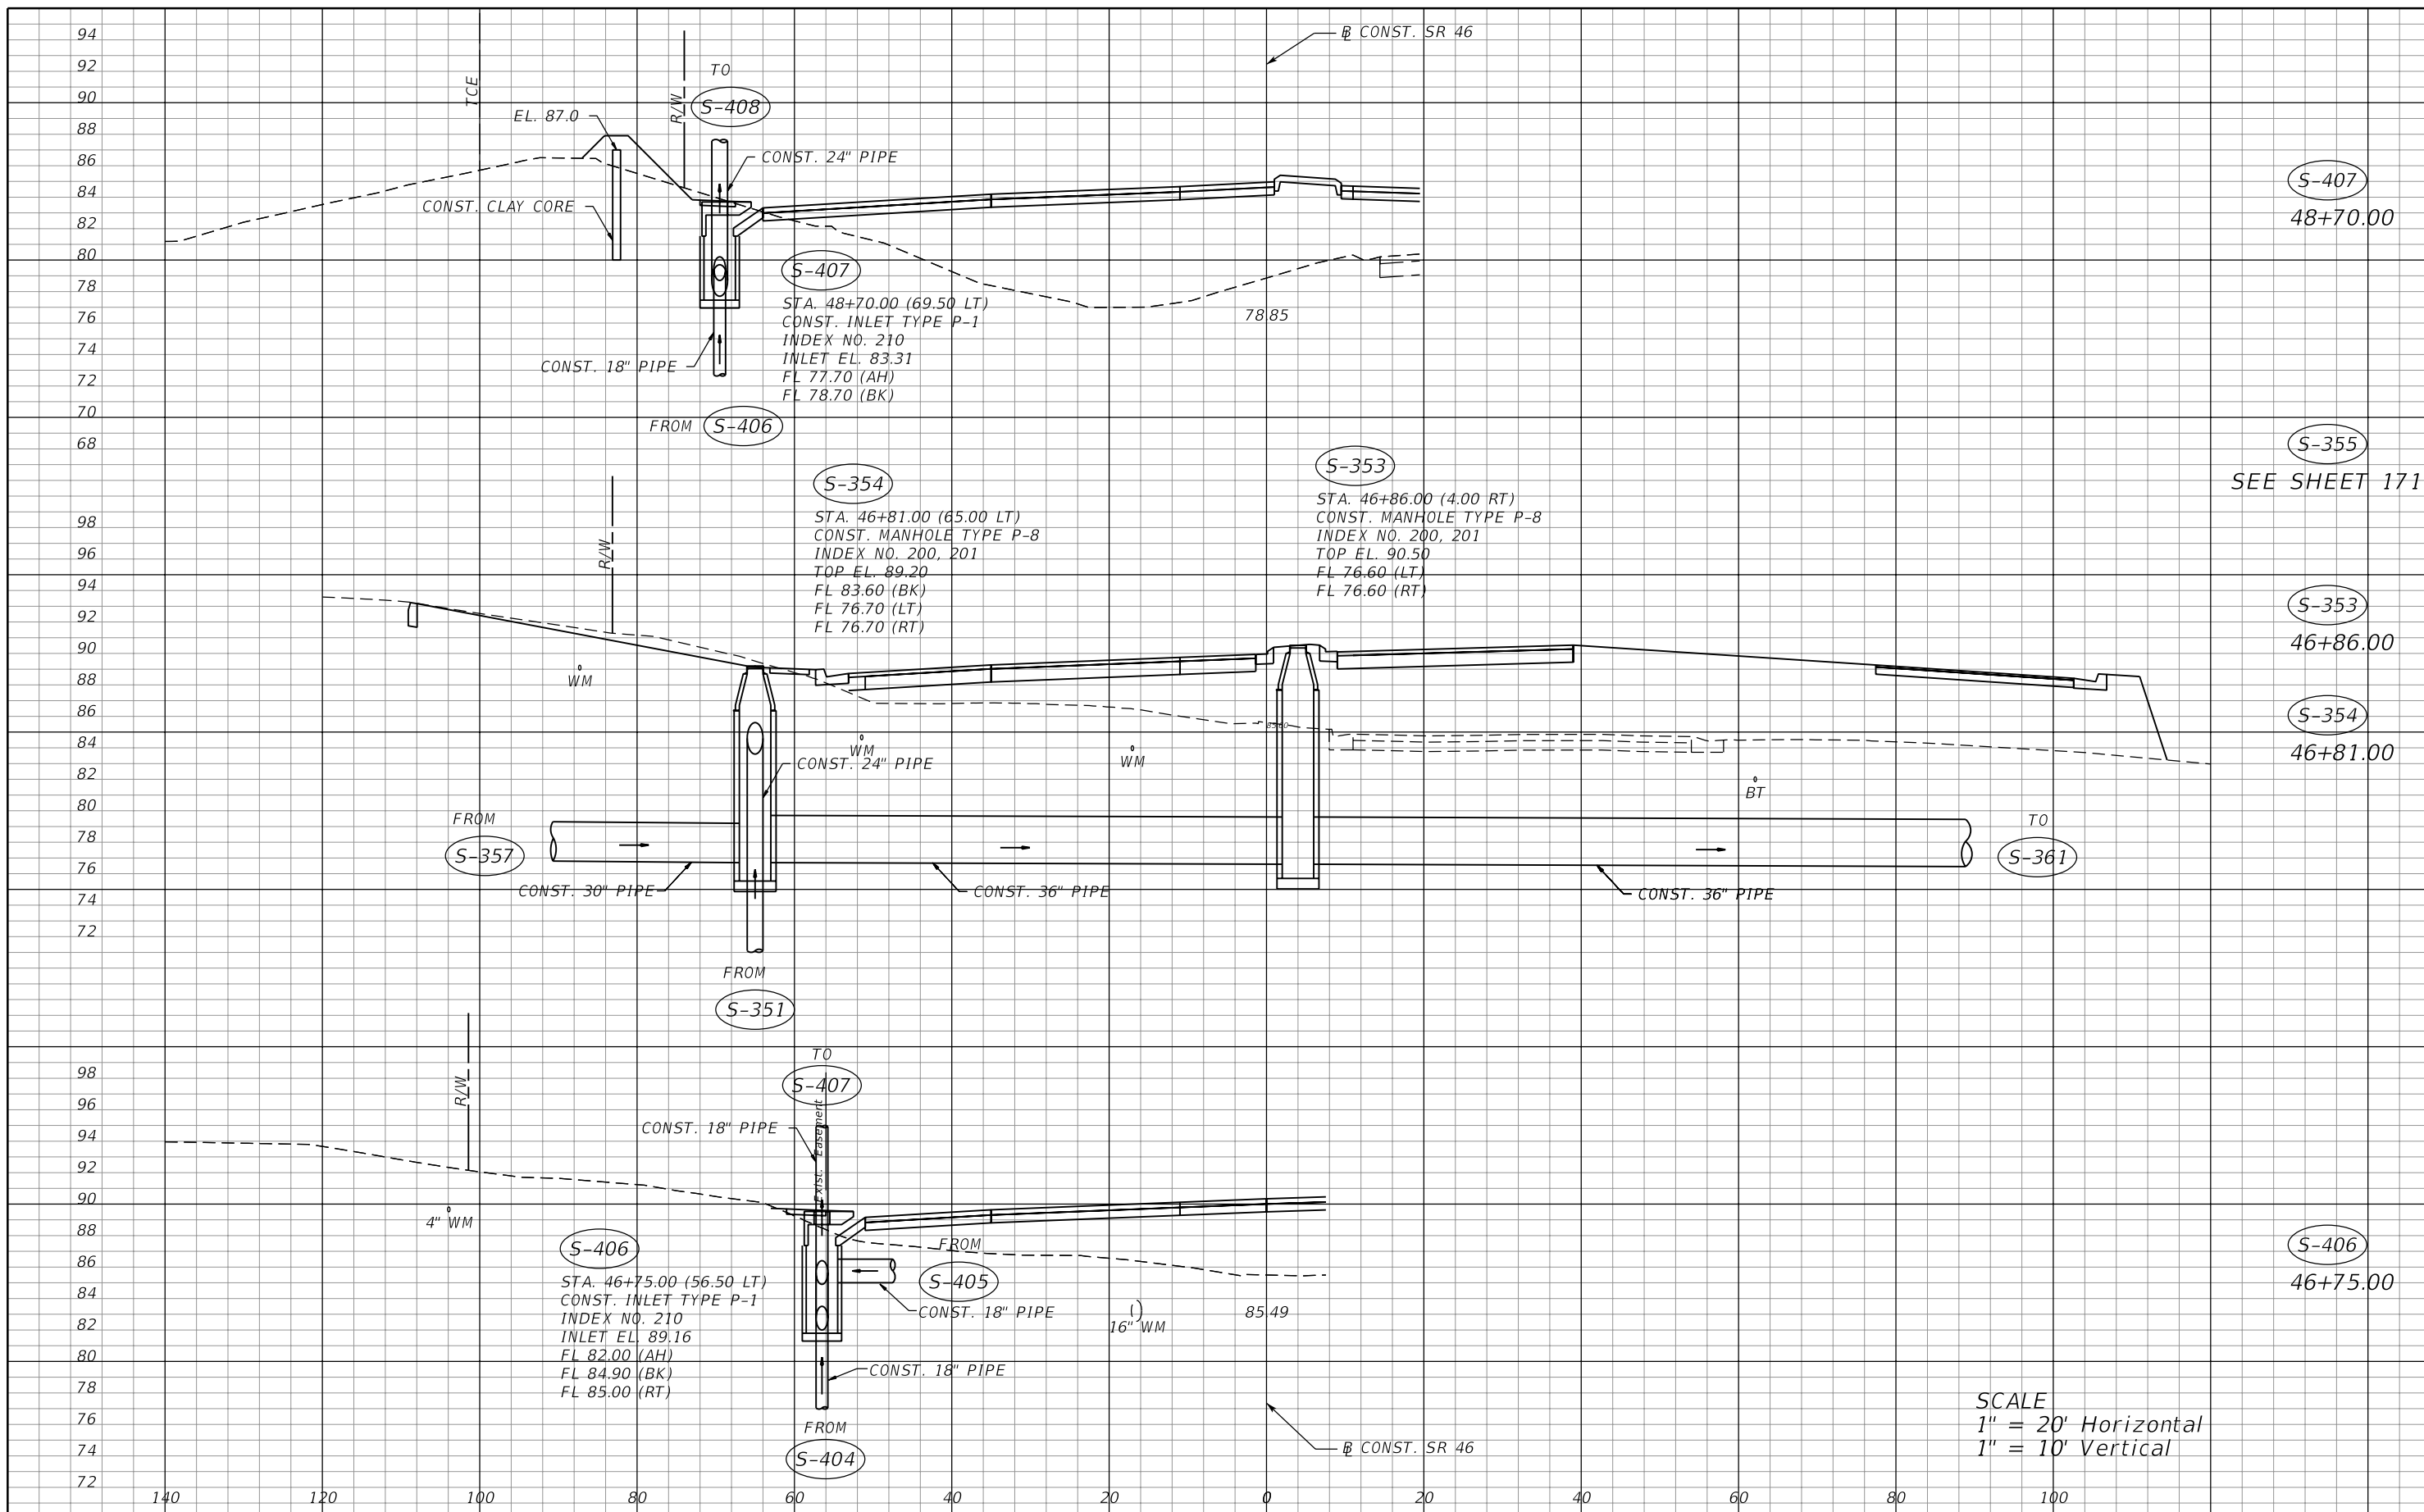 94
92
90
88
86
84
82
80
78
76
74
72
70
68
TCE
R/W
TO
S-408
EL. 87.0
CONST. 24" PIPE
CONST. CLAY CORE
℄ CONST. SR 46
S-407
STA. 48+70.00 (69.50 LT)
CONST. INLET TYPE P-1
INDEX NO. 210
INLET EL. 83.31
FL 77.70 (AH)
FL 78.70 (BK)
CONST. 18" PIPE
FROM S-406
78.85
S-407
48+70.00
S-355
SEE SHEET 171
98
96
94
92
90
88
86
84
82
80
78
76
74
72
R/W
S-354
STA. 46+81.00 (65.00 LT)
CONST. MANHOLE TYPE P-8
INDEX NO. 200, 201
TOP EL. 89.20
FL 83.60 (BK)
FL 76.70 (LT)
FL 76.70 (RT)
S-353
STA. 46+86.00 (4.00 RT)
CONST. MANHOLE TYPE P-8
INDEX NO. 200, 201
TOP EL. 90.50
FL 76.60 (LT)
FL 76.60 (RT)
S-353
46+86.00
S-354
46+81.00
WM
WM
WM
BT
CONST. 24" PIPE
FROM
S-357
CONST. 30" PIPE
CONST. 36" PIPE
CONST. 36" PIPE
TO
S-361
FROM
S-351
98
96
94
92
90
88
86
84
82
80
78
76
74
72
R/W
TO
S-407
CONST. 18" PIPE
Exist. Easement
4" WM
S-406
STA. 46+75.00 (56.50 LT)
CONST. INLET TYPE P-1
INDEX NO. 210
INLET EL. 89.16
FL 82.00 (AH)
FL 84.90 (BK)
FL 85.00 (RT)
FROM
S-405
CONST. 18" PIPE
16" WM
85.49
CONST. 18" PIPE
FROM
S-404
℄ CONST. SR 46
S-406
46+75.00
SCALE
1" = 20' Horizontal
1" = 10' Vertical
140 120 100 80 60 40 20 0 20 40 60 80 100